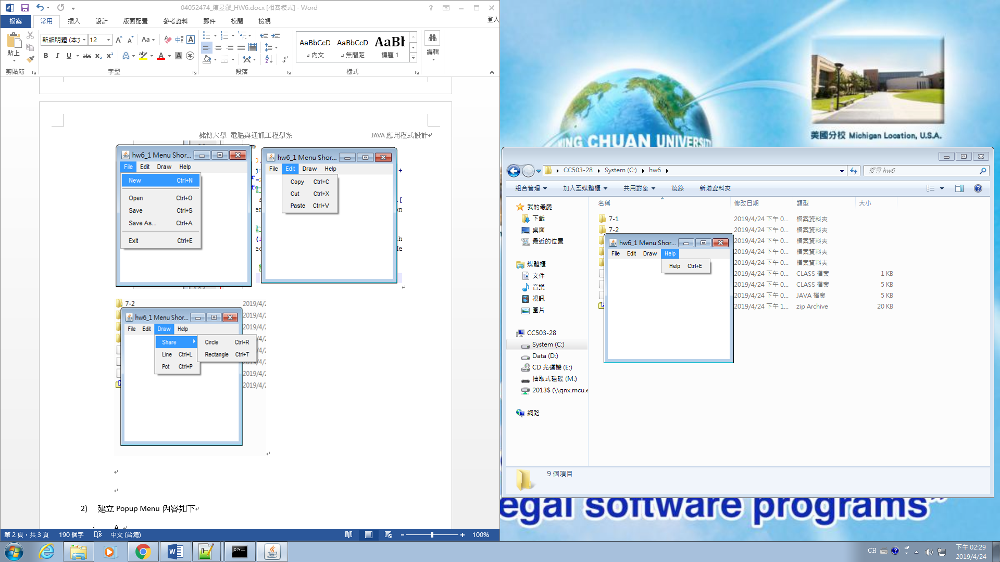 04052474_陳昱叡_HW6.docx [相容模式] - Word
檔案 常用 插入 設計 版面配置 參考資料 郵件 校閱 檢視 登入
貼上 新細明體 (本文 12 Aa
AaBbCcD AaBbCcD AaBb
內文 無間距 標題 1 編輯
剪貼簿 字型 段落 樣式
銘傳大學 電腦與通訊工程學系 JAVA 應用程式設計
hw6_1 Menu Shor...
File Edit Draw Help
New Ctrl+N
Open Ctrl+O
Save Ctrl+S
Save As... Ctrl+A
Exit Ctrl+E
hw6_1 Menu Shor...
File Edit Draw Help
Copy Ctrl+C
Cut Ctrl+X
Paste Ctrl+V
7-2 2019/4/2
2019/4/2
2019/4/2
2019/4/2
2019/4/2
hw6_1 Menu Shor...
File Edit Draw Help
Share Circle Ctrl+R
Line Ctrl+L Rectangle Ctrl+T
Pot Ctrl+P
2) 建立 Popup Menu 內容如下
i. A
第 2 頁，共 3 頁 190 個字 中文 (台灣) 100%
MING CHUAN UNIVERSITY
美國分校 Michigan Location, U.S.A.
CC503-28 System (C:) hw6 搜尋 hw6
組合管理 加入至媒體櫃 共用對象 燒錄 新增資料夾
我的最愛
下載
桌面
最近的位置
媒體櫃
文件
音樂
視訊
圖片
CC503-28
System (C:)
Data (D:)
CD 光碟機 (E:)
抽取式磁碟 (M:)
2013$ (\\qnx.mcu.e
網路
名稱 修改日期 類型 大小
7-1 2019/4/24 下午 0... 檔案資料夾
7-2 2019/4/24 下午 0... 檔案資料夾
2019/4/24 下午 0... 檔案資料夾
2019/4/24 下午 0... 檔案資料夾
2019/4/24 下午 0... 檔案資料夾
2019/4/24 下午 0... CLASS 檔案 1 KB
2019/4/24 下午 0... CLASS 檔案 5 KB
2019/4/24 下午 0... JAVA 檔案 5 KB
2019/4/24 下午 1... zip Archive 20 KB
hw6_1 Menu Shor...
File Edit Draw Help
Help Ctrl+E
9 個項目
egal software programs”
CH 下午 02:29
2019/4/24